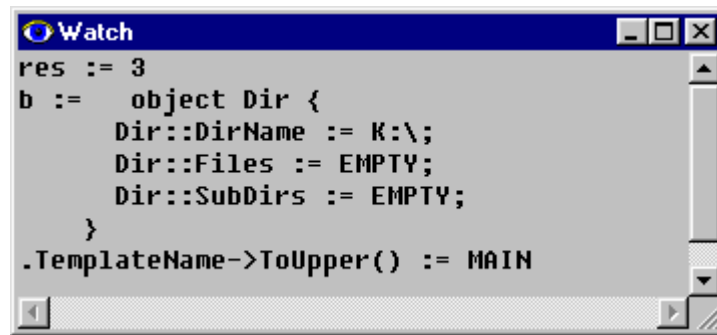 Watch
res := 3
b :=   object Dir {
Dir::DirName := K:\;
Dir::Files := EMPTY;
Dir::SubDirs := EMPTY;
}
.TemplateName->ToUpper() := MAIN